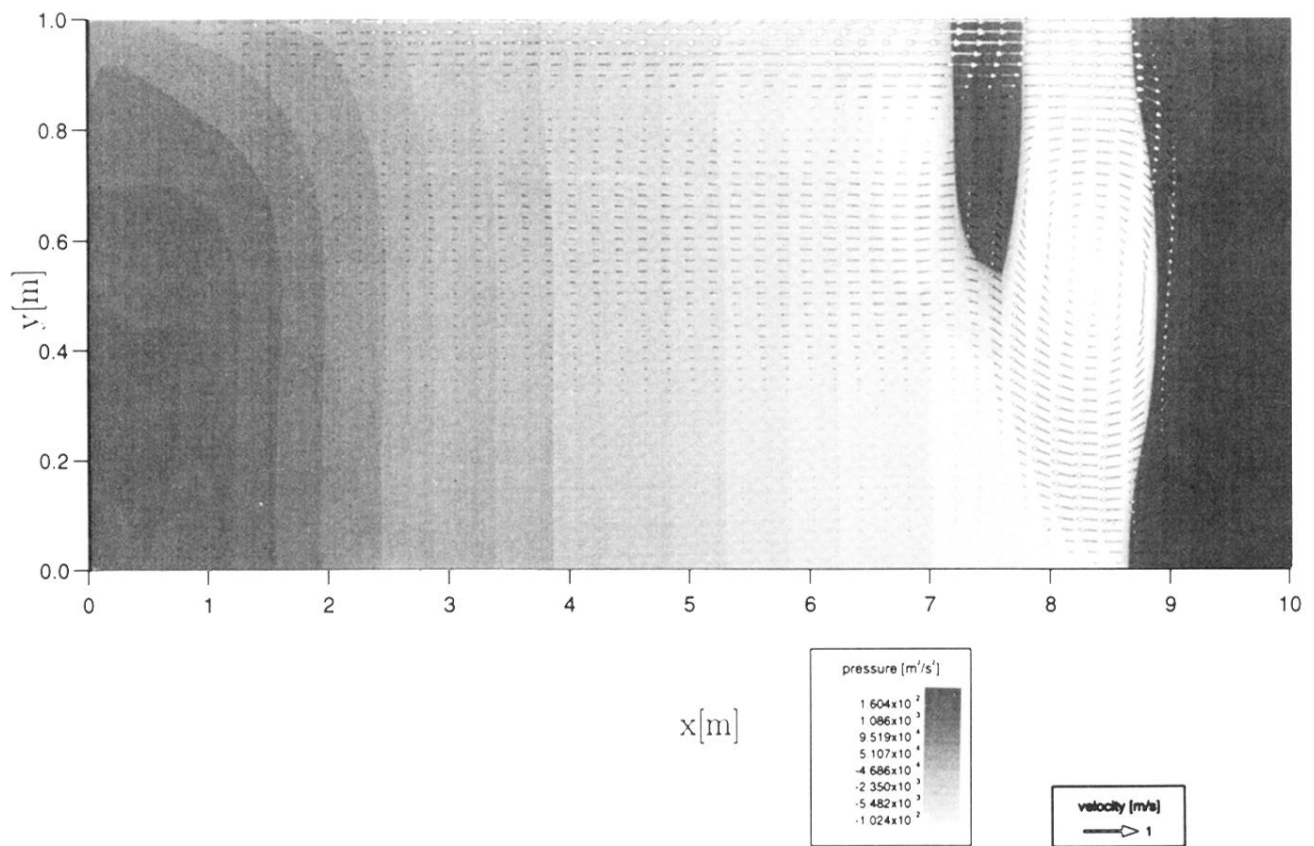 1.0
0.8
0.6
0.4
0.2
0.0
y[m]
0 1 2 3 4 5 6 7 8 9 10
x[m]
pressure [m²/s²]
1 604x10 ²
1 086x10 ³
9 519x10 ⁴
5 107x10 ⁴
-4 686x10 ⁴
-2 350x10 ³
-5 482x10 ³
-1 024x10 ²
velocity [m/s]
1